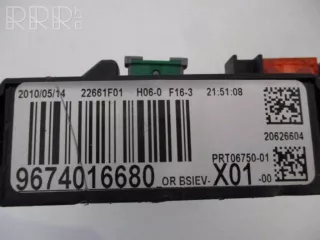 RRR
2010/05/14 22661F01 H06-0 F16-3 21:51:08
20626604
PRT06750-01
9674016680 OR BSIEV- X01 -00